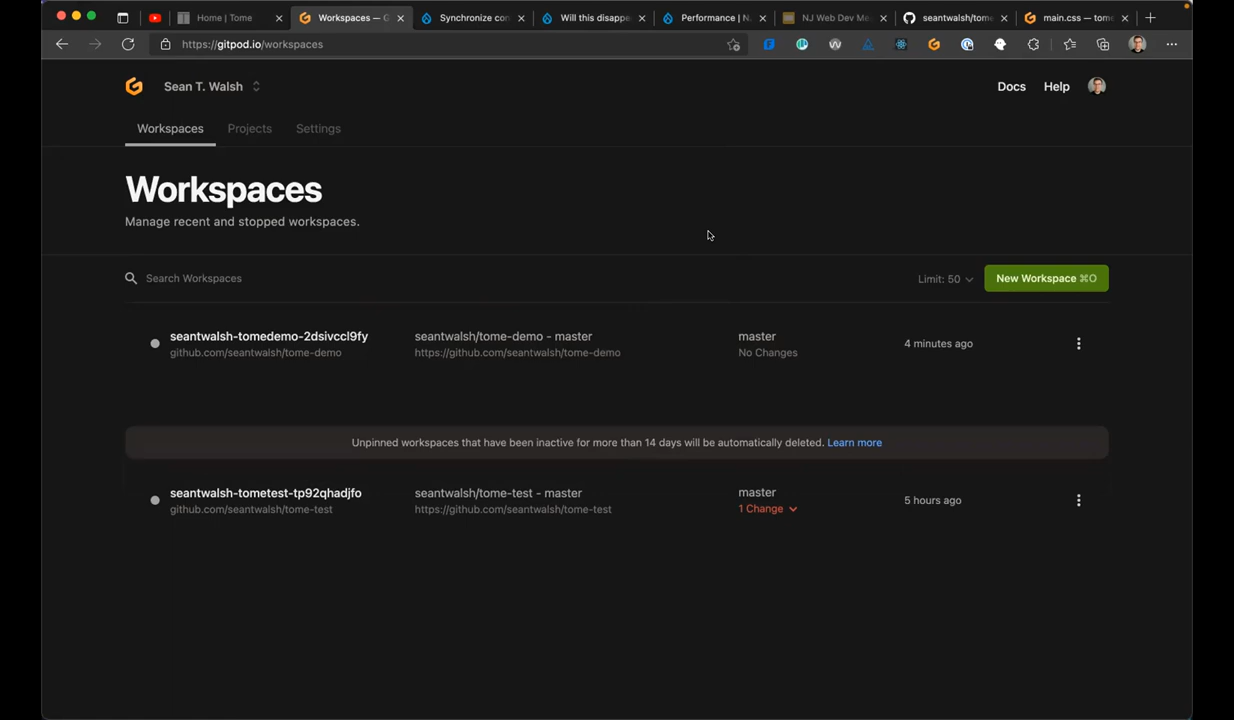 Home | Tome
Workspaces — G
Synchronize con
Will this disappe
Performance | N
NJ Web Dev Me
seantwalsh/tome
main.css — tome
https://gitpod.io/workspaces
Sean T. Walsh
Docs
Help
Workspaces
Projects
Settings
Workspaces
Manage recent and stopped workspaces.
Search Workspaces
Limit: 50
New Workspace ⌘O
seantwalsh-tomedemo-2dsivccl9fy
seantwalsh/tome-demo - master
master
4 minutes ago
github.com/seantwalsh/tome-demo
https://github.com/seantwalsh/tome-demo
No Changes
Unpinned workspaces that have been inactive for more than 14 days will be automatically deleted. Learn more
seantwalsh-tometest-tp92qhadjfo
seantwalsh/tome-test - master
master
5 hours ago
github.com/seantwalsh/tome-test
https://github.com/seantwalsh/tome-test
1 Change